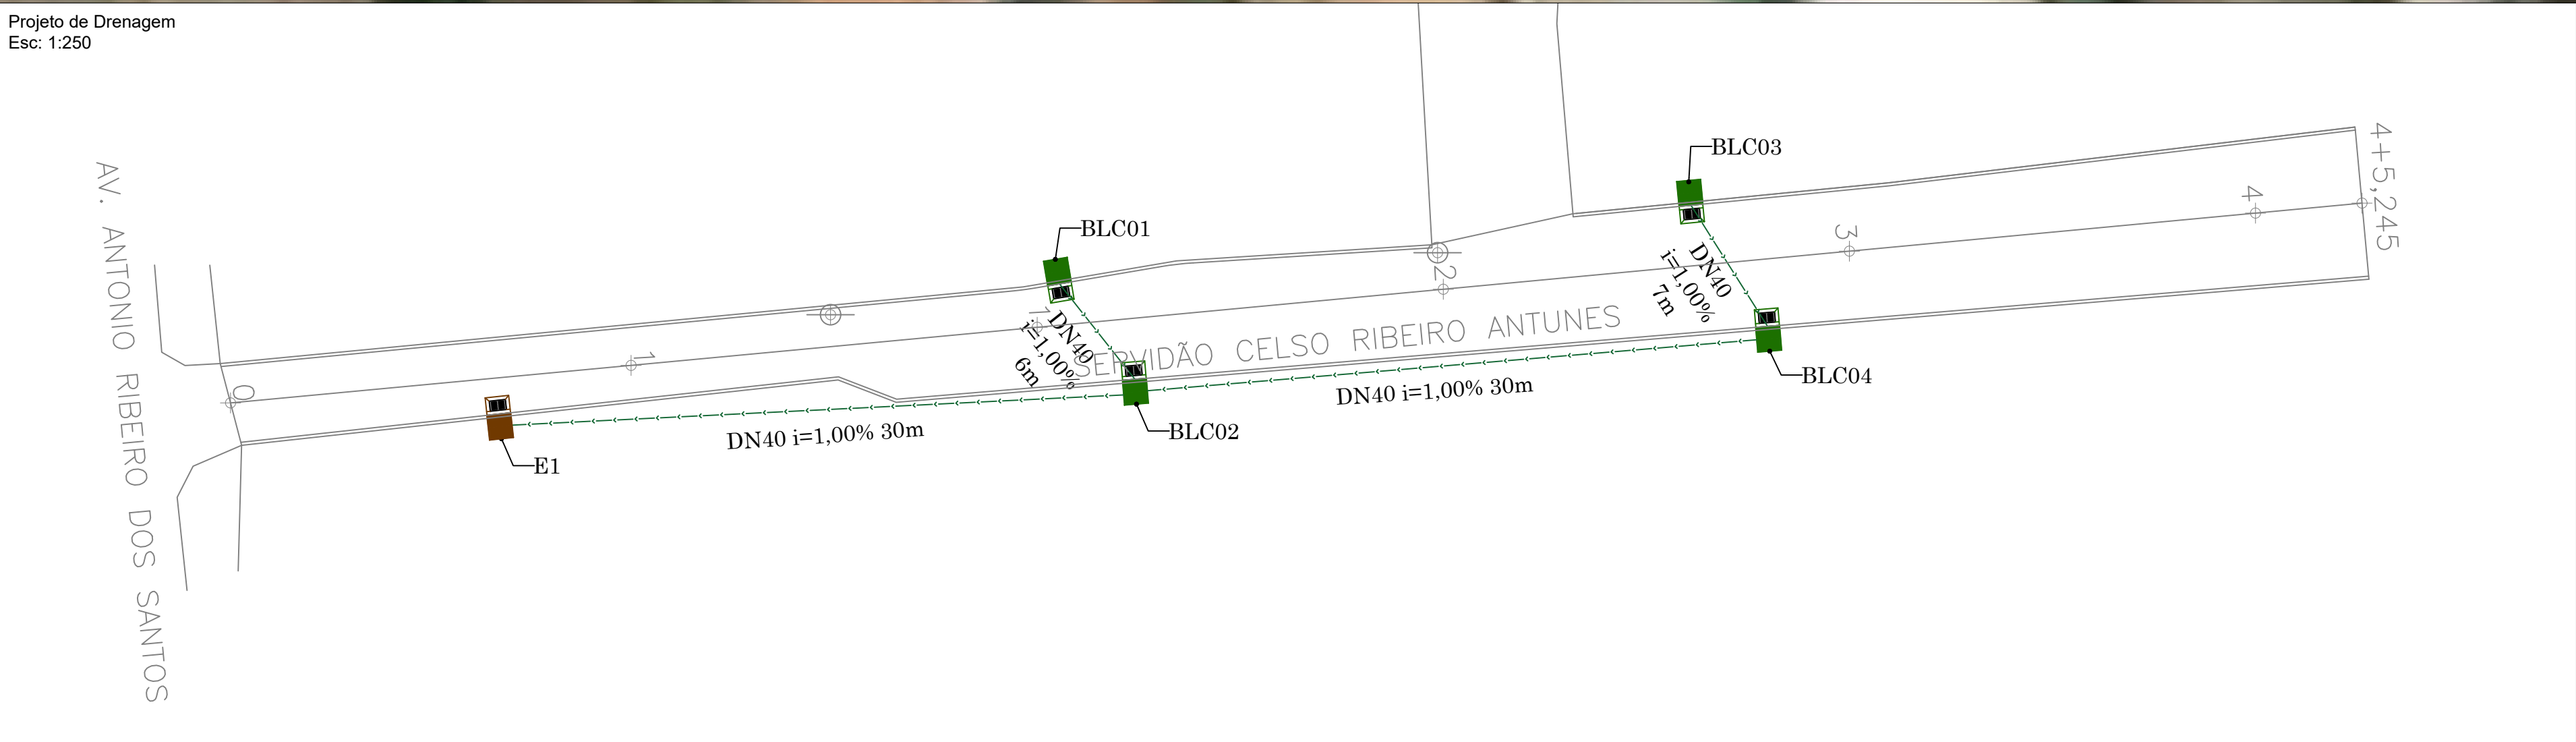 Projeto de Drenagem
Esc: 1:250
AV. ANTONIO RIBEIRO DOS SANTOS
0
1
1
2
3
4
4+5,245
BLC01
BLC03
DN40
i=1,00%
6m
DN40
i=1,00%
7m
SERVIDÃO CELSO RIBEIRO ANTUNES
DN40 i=1,00% 30m
DN40 i=1,00% 30m
BLC04
BLC02
E1